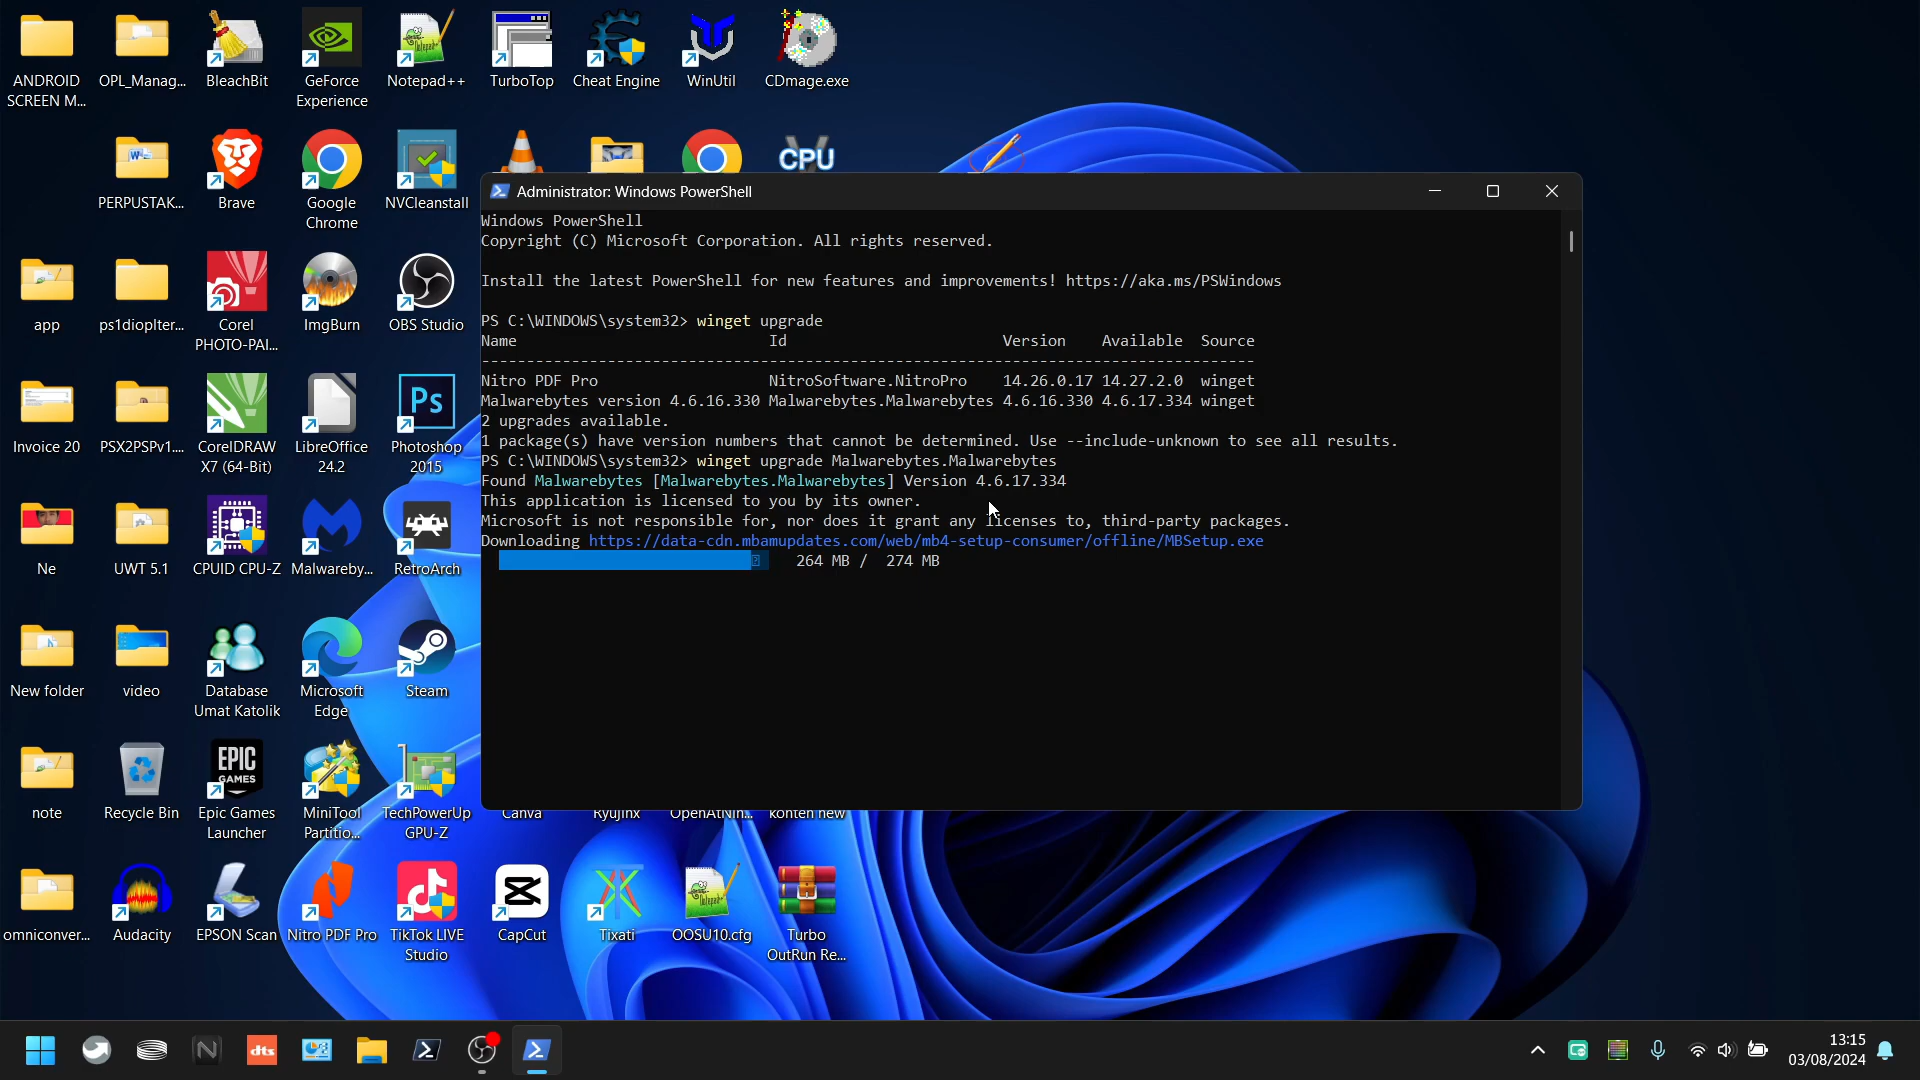 ANDROID SCREEN M...
OPL_Manag...
BleachBit
GeForce Experience
Notepad++
TurboTop
Cheat Engine
WinUtil
CDmage.exe
PERPUSTAK...
Brave
Google Chrome
NVCleanstall
CPU
app
ps1diopIter...
Corel PHOTO-PAI...
ImgBurn
OBS Studio
Invoice 20
PSX2PSPv1....
CorelDRAW X7 (64-Bit)
LibreOffice 24.2
Ps
Photoshop 2015
Ne
UWT 5.1
CPUID CPU-Z
Malwareby...
RetroArch
New folder
video
Database Umat Katolik
Microsoft Edge
Steam
note
Recycle Bin
EPIC GAMES
Epic Games Launcher
MiniTool Partitio...
TechPowerUp GPU-Z
Canva
Ryujinx
OpenAtNin...
konten new
omniconver...
Audacity
EPSON Scan
Nitro PDF Pro
TikTok LIVE Studio
CapCut
Tixati
OOSU10.cfg
Turbo OutRun Re...
Administrator: Windows PowerShell
Windows PowerShell
Copyright (C) Microsoft Corporation. All rights reserved.
Install the latest PowerShell for new features and improvements! https://aka.ms/PSWindows
PS C:\WINDOWS\system32> winget upgrade
Name Id Version Available Source
--------------------------------------------------------------------------------------
Nitro PDF Pro NitroSoftware.NitroPro 14.26.0.17 14.27.2.0 winget
Malwarebytes version 4.6.16.330 Malwarebytes.Malwarebytes 4.6.16.330 4.6.17.334 winget
2 upgrades available.
1 package(s) have version numbers that cannot be determined. Use --include-unknown to see all results.
PS C:\WINDOWS\system32> winget upgrade Malwarebytes.Malwarebytes
Found Malwarebytes [Malwarebytes.Malwarebytes] Version 4.6.17.334
This application is licensed to you by its owner.
Microsoft is not responsible for, nor does it grant any licenses to, third-party packages.
Downloading https://data-cdn.mbamupdates.com/web/mb4-setup-consumer/offline/MBSetup.exe
264 MB / 274 MB
dts
13:15
03/08/2024